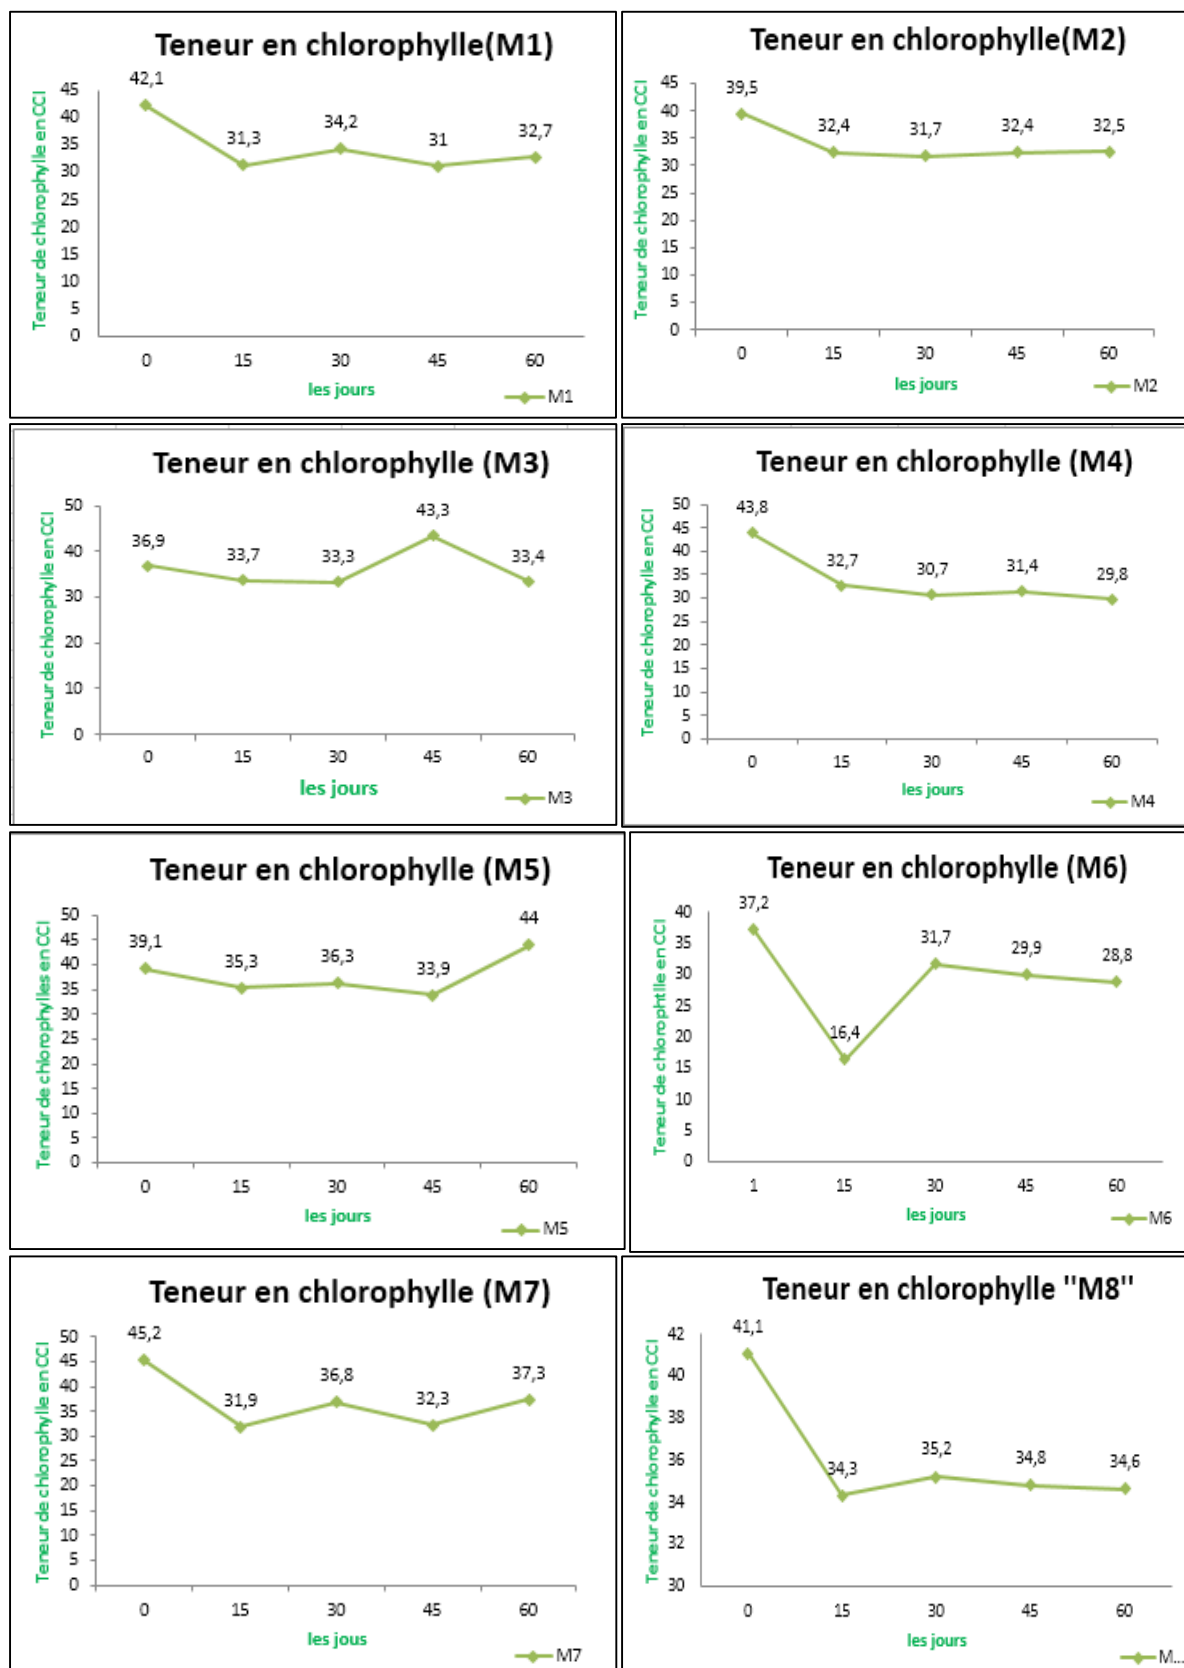 Teneur en chlorophylle(M1)
Teneur de chlorophylle en CCI
45
40
35
30
25
20
15
10
5
0
42,1
31,3
34,2
31
32,7
0 15 30 45 60
les jours
M1
Teneur en chlorophylle(M2)
Teneur de chlorophylle en CCI
45
40
35
30
25
20
15
10
5
0
39,5
32,4
31,7
32,4
32,5
0 15 30 45 60
les jours
M2
Teneur en chlorophylle (M3)
Teneur de chlorophylle en CCI
50
40
30
20
10
0
36,9
33,7
33,3
43,3
33,4
0 15 30 45 60
les jours
M3
Teneur en chlorophylle (M4)
Teneur de chlorophylle en CCI
50
45
40
35
30
25
20
15
10
5
0
43,8
32,7
30,7
31,4
29,8
0 15 30 45 60
les jours
M4
Teneur en chlorophylle (M5)
Teneur de chlorophylles en CCI
50
45
40
35
30
25
20
15
10
5
0
39,1
35,3
36,3
33,9
44
0 15 30 45 60
les jours
M5
Teneur en chlorophylle (M6)
Teneur de chlorophtlle en CCI
40
35
30
25
20
15
10
5
0
37,2
16,4
31,7
29,9
28,8
1 15 30 45 60
les jours
M6
Teneur en chlorophylle (M7)
Teneur de chlorophylle en CCI
50
45
40
35
30
25
20
15
10
5
0
45,2
31,9
36,8
32,3
37,3
0 15 30 45 60
les jours
M7
Teneur en chlorophylle "M8"
Teneur de chlorophylle en CCI
42
40
38
36
34
32
30
41,1
34,3
35,2
34,8
34,6
0 15 30 45 60
les jours
M...